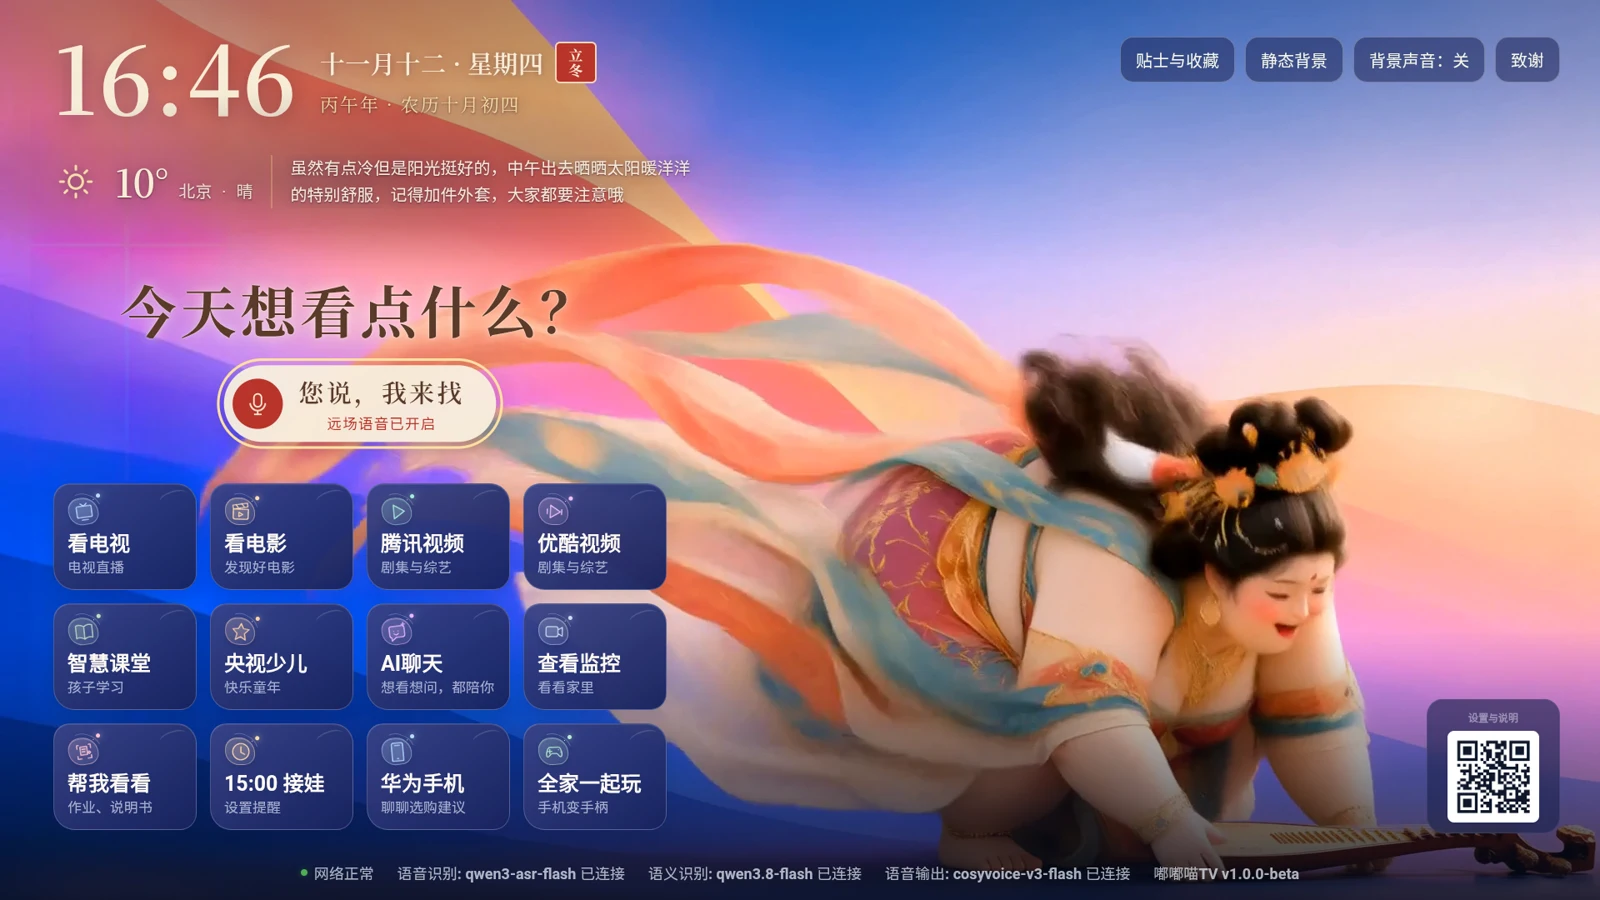 16:46
十一月十二 · 星期四
立冬
丙午年 · 农历十月初四
贴士与收藏
静态背景
背景声音：关
致谢
10° 北京 · 晴
虽然有点冷但是阳光挺好的，中午出去晒晒太阳暖洋洋
的特别舒服，记得加件外套，大家都要注意哦
今天想看点什么？
您说，我来找
远场语音已开启
看电视
电视直播
看电影
发现好电影
腾讯视频
剧集与综艺
优酷视频
剧集与综艺
智慧课堂
孩子学习
央视少儿
快乐童年
AI聊天
想看想问，都陪你
查看监控
看看家里
帮我看看
作业、说明书
15:00 接娃
设置提醒
华为手机
聊聊选购建议
全家一起玩
手机变手柄
设置与说明
网络正常 语音识别: qwen3-asr-flash 已连接 语义识别: qwen3.8-flash 已连接 语音输出: cosyvoice-v3-flash 已连接 嘟嘟喵TV v1.0.0-beta